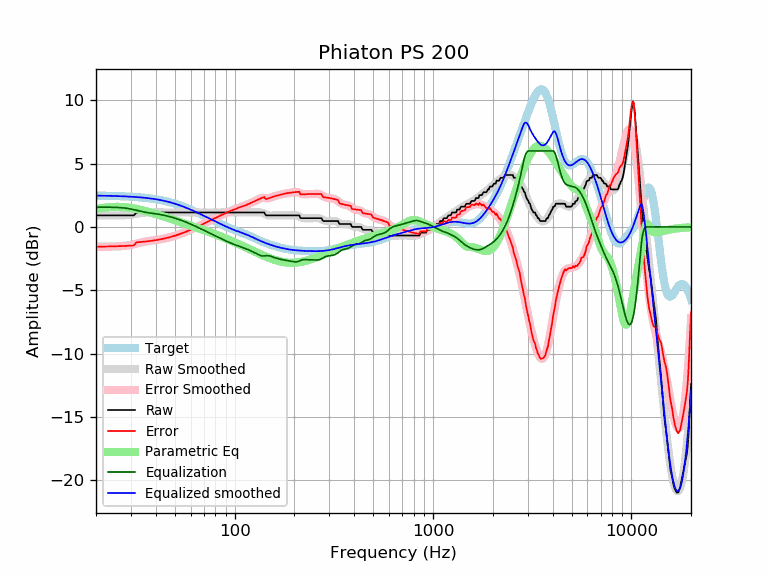 Phiaton PS 200
10
5
0
−5
−10
−15
−20
Amplitude (dBr)
Target
Raw Smoothed
Error Smoothed
Raw
Error
Parametric Eq
Equalization
Equalized smoothed
100
1000
10000
Frequency (Hz)